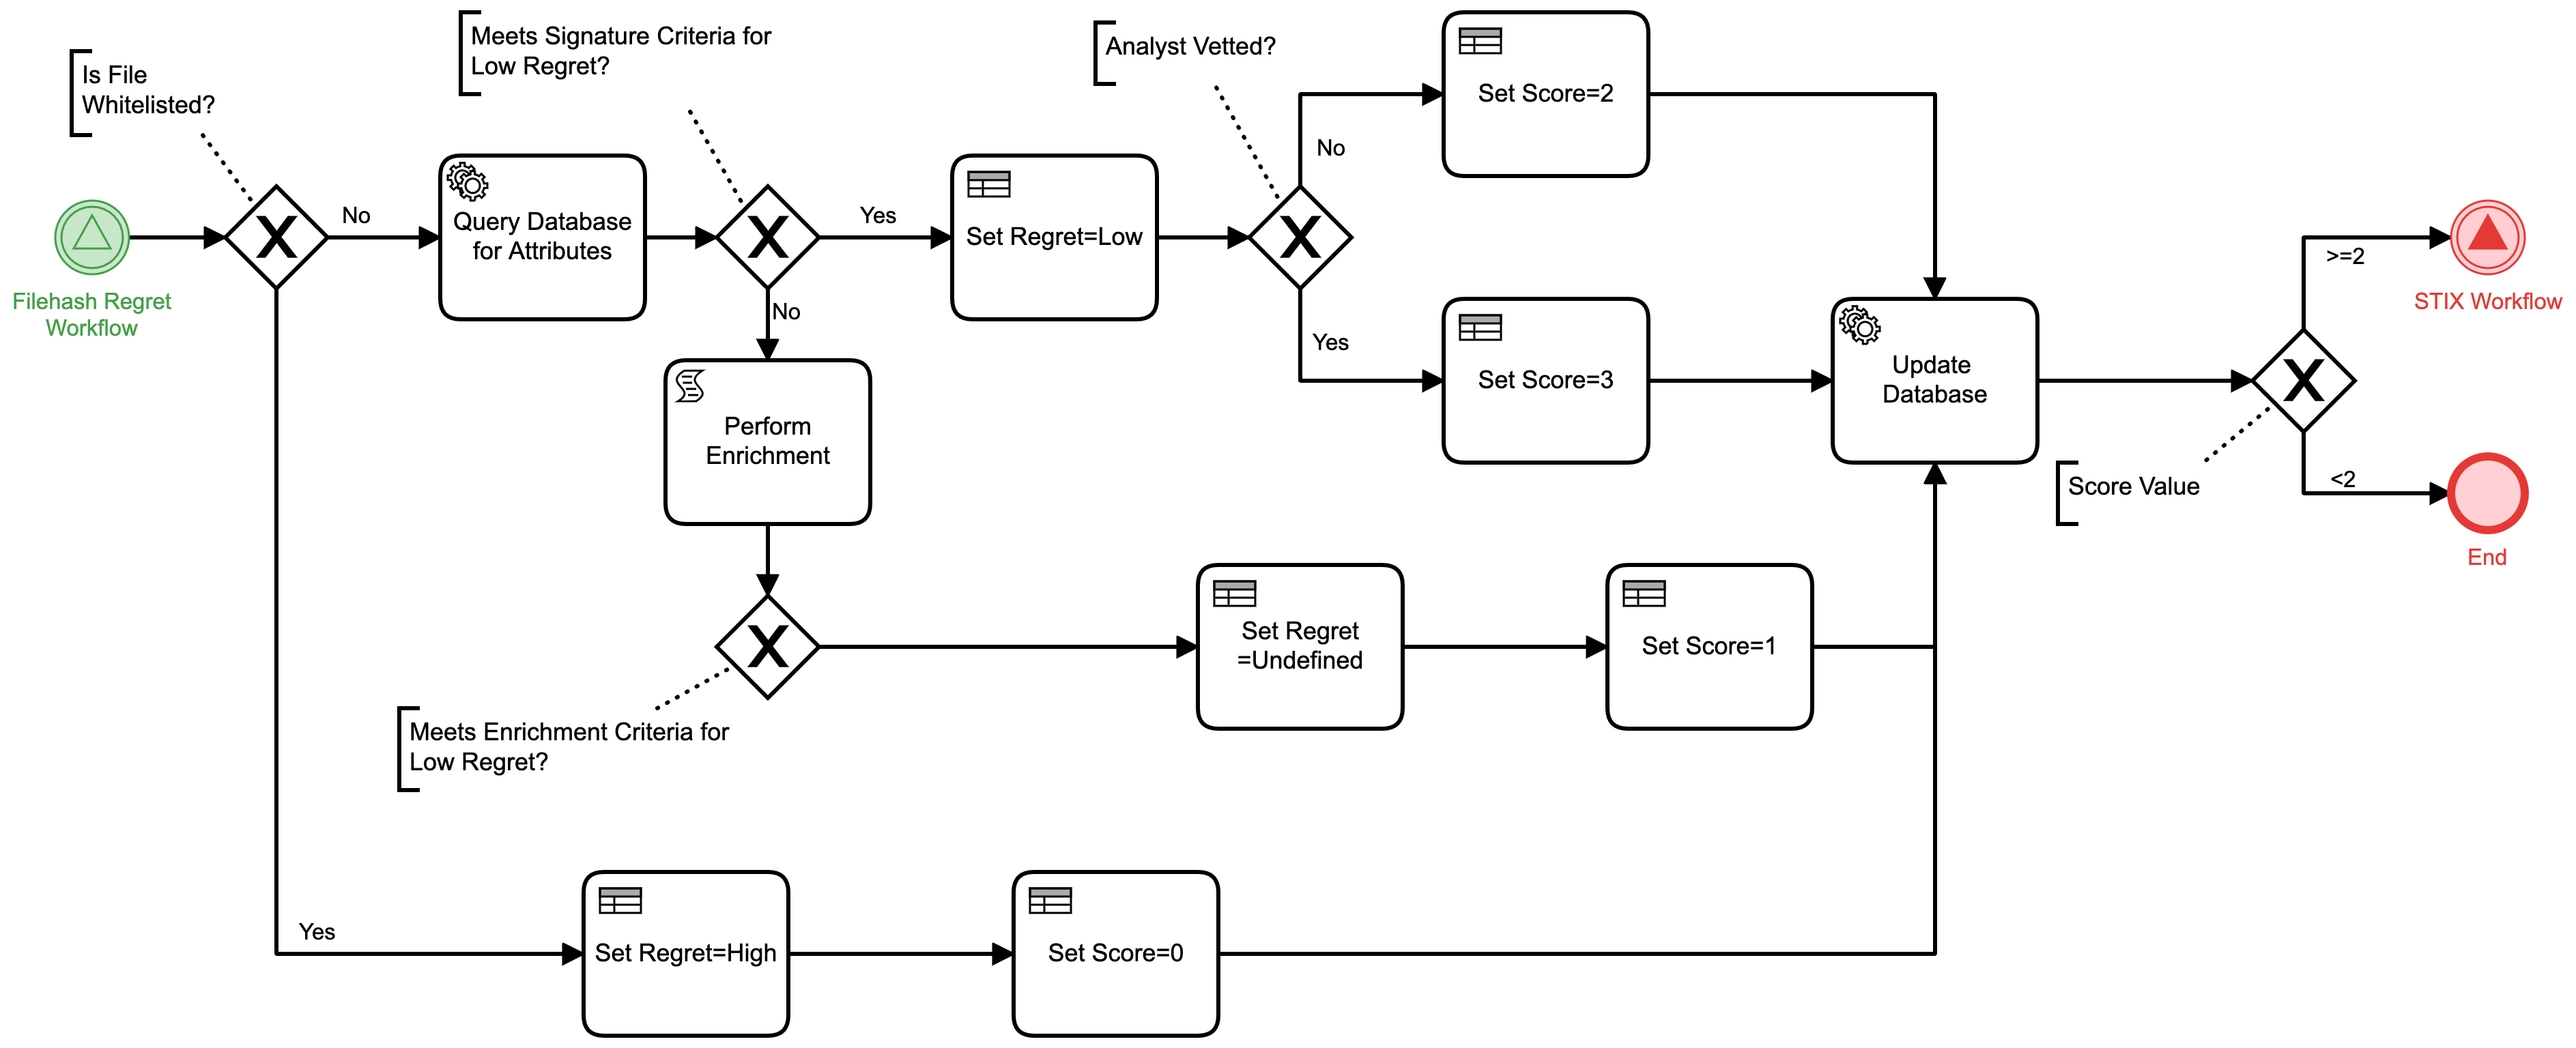 Is File
Whitelisted?
Meets Signature Criteria for
Low Regret?
Analyst Vetted?
Set Score=2
No
Filehash Regret
Workflow
X
No
Query Database
for Attributes
X
Yes
Set Regret=Low
X
>=2
STIX Workflow
No
Yes
Set Score=3
Update
Database
X
Perform
Enrichment
Score Value
<2
End
X
Set Regret
=Undefined
Set Score=1
Meets Enrichment Criteria for
Low Regret?
Yes
Set Regret=High
Set Score=0